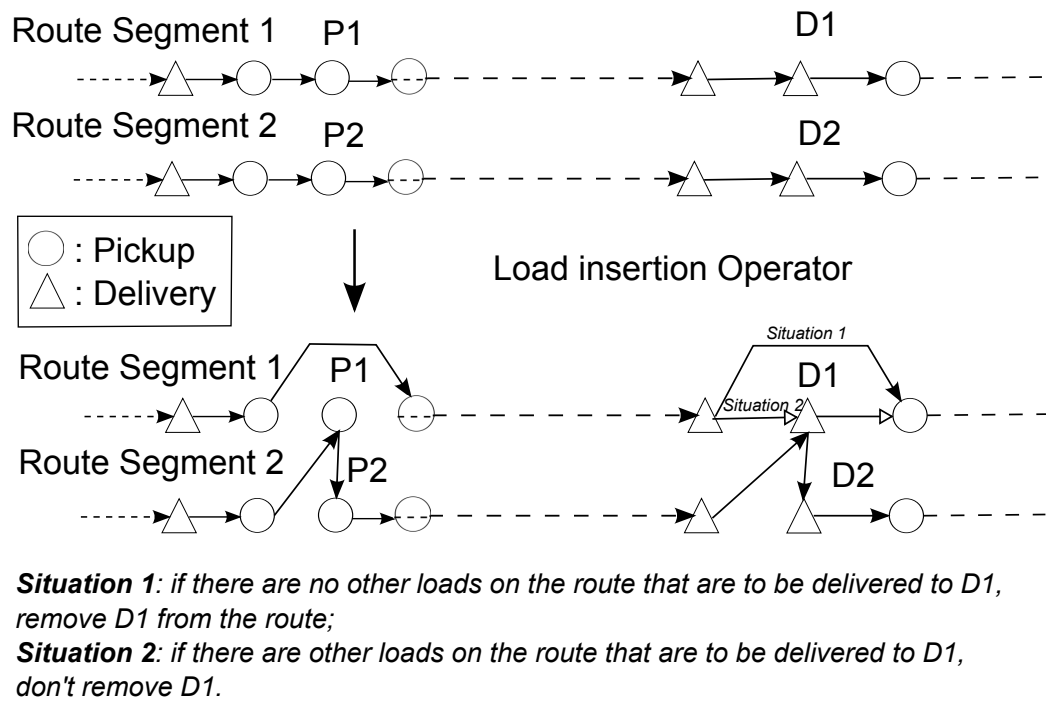 Route Segment 1 P1 D1
Route Segment 2 P2 D2
: Pickup
: Delivery
Load insertion Operator
Situation 1
Route Segment 1 P1 D1
Situation 2
Route Segment 2 P2 D2
Situation 1: if there are no other loads on the route that are to be delivered to D1,
remove D1 from the route;
Situation 2: if there are other loads on the route that are to be delivered to D1,
don't remove D1.